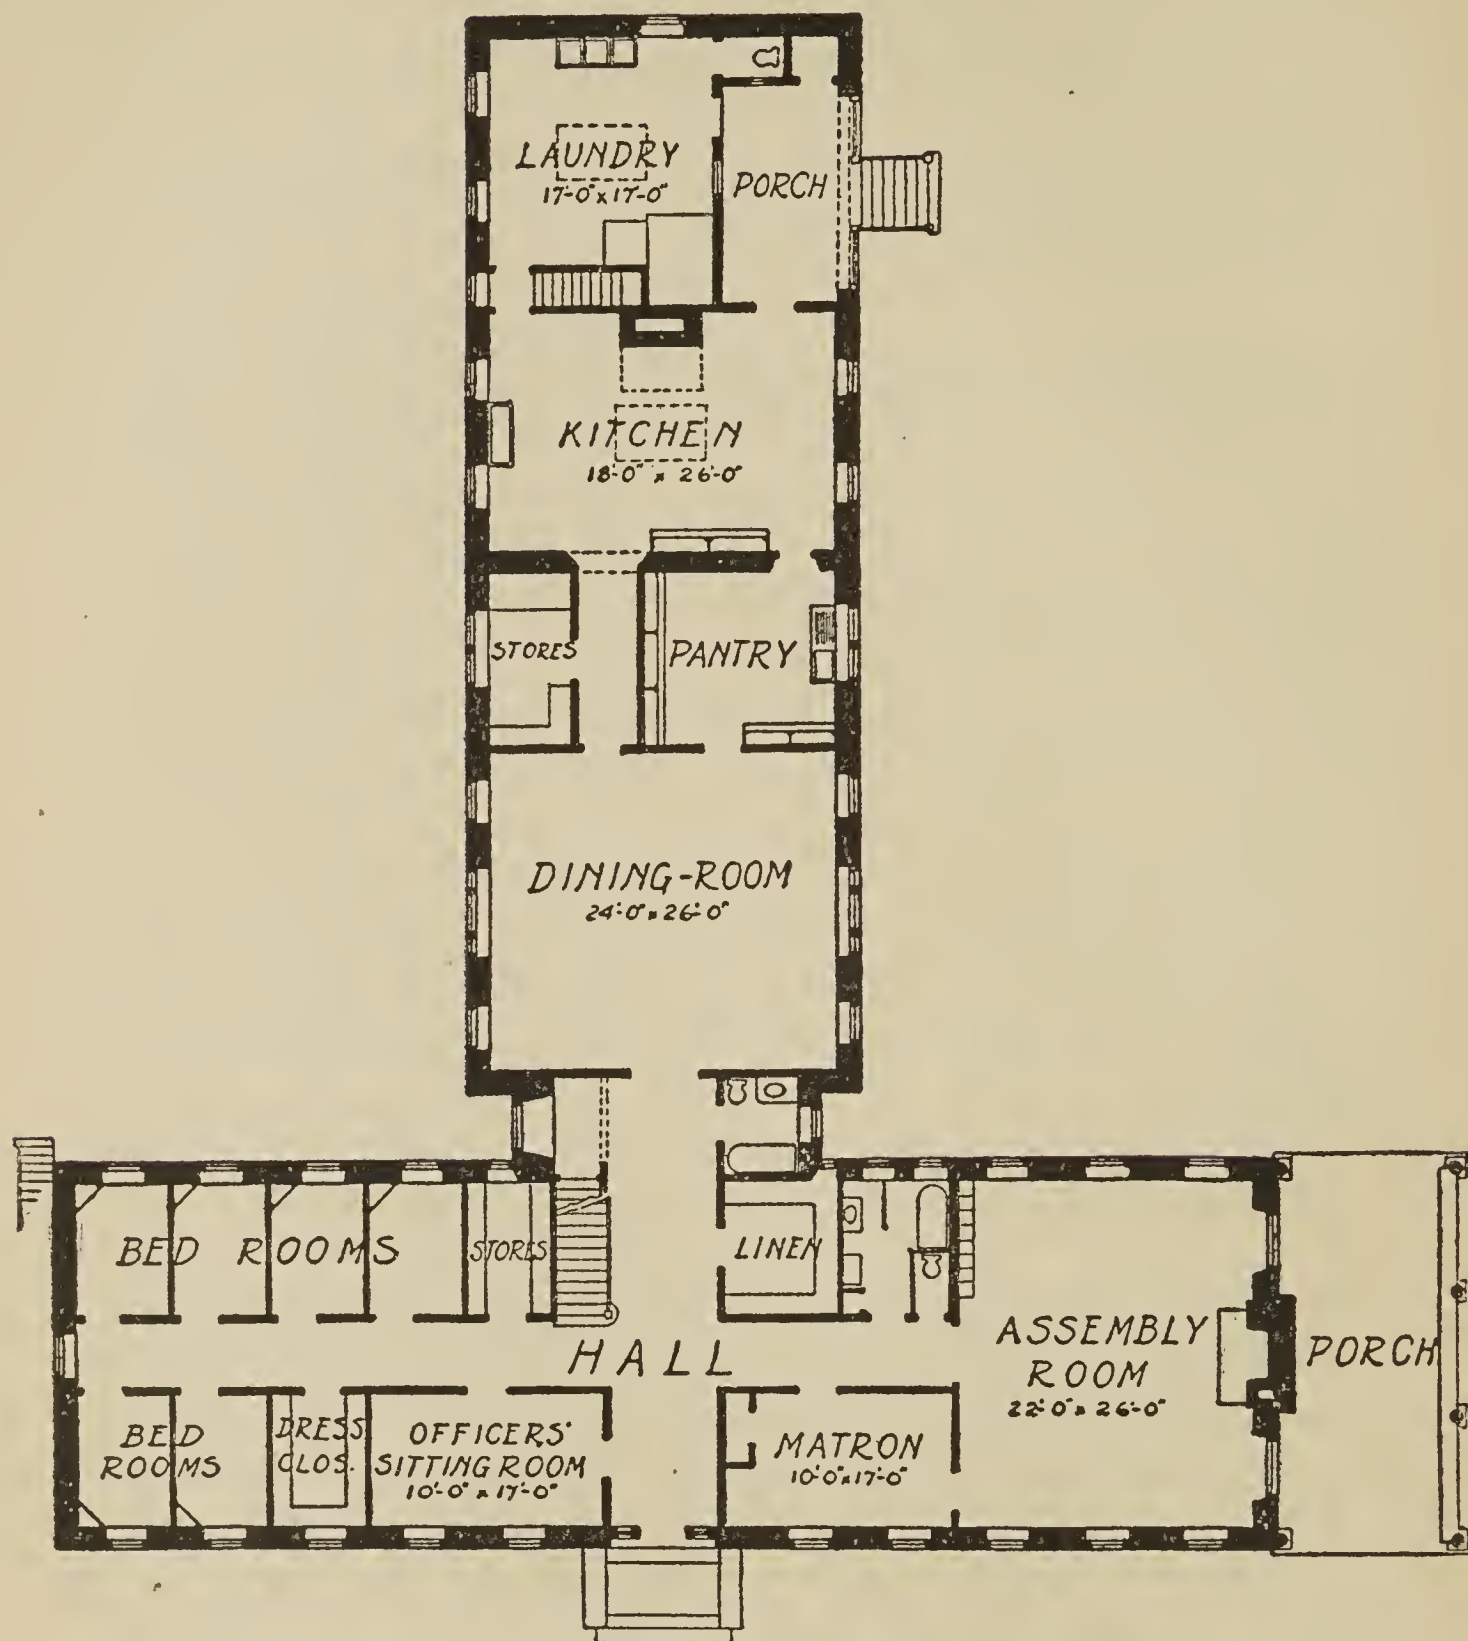 LAUNDRY
17'-0" x 17'-0"
PORCH
KITCHEN
18'-0" x 26'-0"
STORES
PANTRY
DINING-ROOM
24'-0" x 26'-0"
BED ROOMS
STORES
LINEN
HALL
ASSEMBLY
ROOM
22'-0" x 26'-0"
PORCH
BED
ROOMS
DRESS
CLOS.
OFFICERS'
SITTING ROOM
10'-0" x 17'-0"
MATRON
10'-0" x 17'-0"